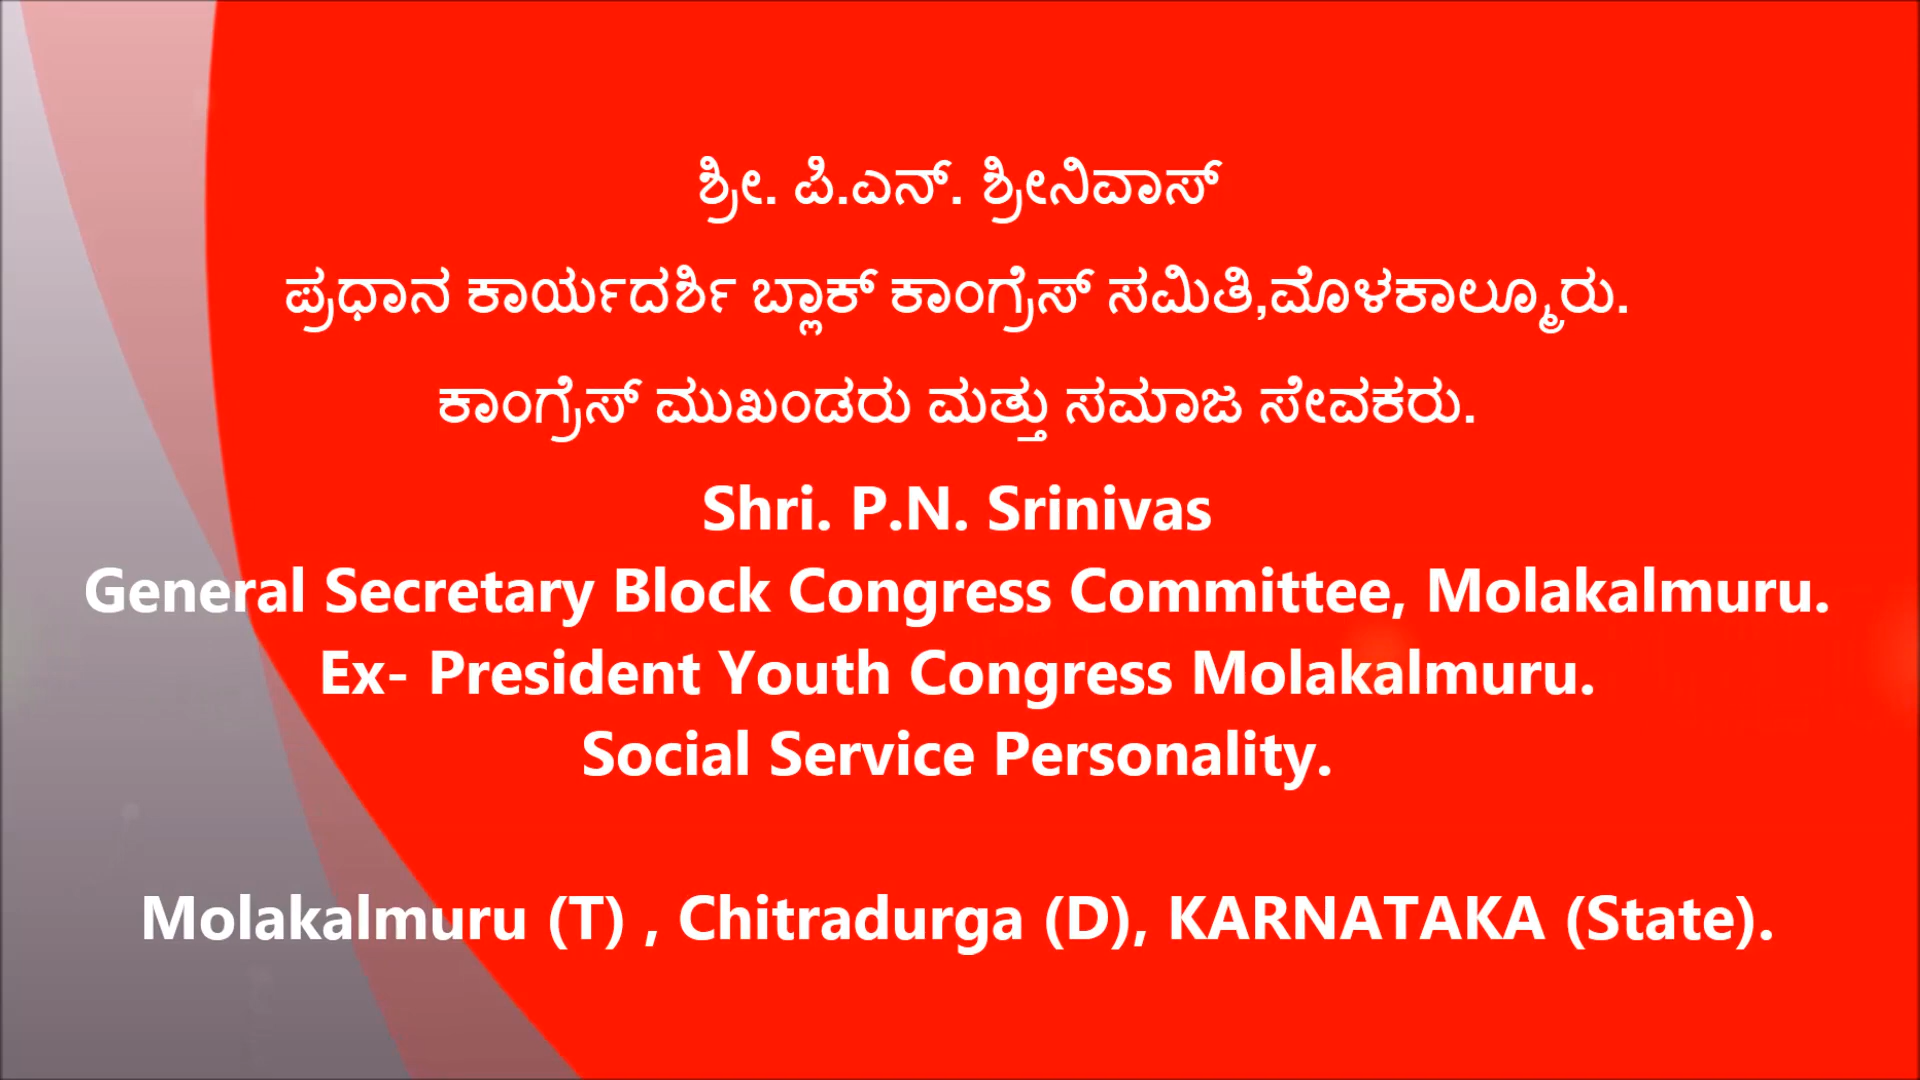 ಶ್ರೀ. ಪಿ.ಎನ್. ಶ್ರೀನಿವಾಸ್
ಪ್ರಧಾನ ಕಾರ್ಯದರ್ಶಿ ಬ್ಲಾಕ್ ಕಾಂಗ್ರೆಸ್ ಸಮಿತಿ,ಮೊಳಕಾಲ್ಮೂರು.
ಕಾಂಗ್ರೆಸ್ ಮುಖಂಡರು ಮತ್ತು ಸಮಾಜ ಸೇವಕರು.
Shri. P.N. Srinivas
General Secretary Block Congress Committee, Molakalmuru.
Ex- President Youth Congress Molakalmuru.
Social Service Personality.
Molakalmuru (T) , Chitradurga (D), KARNATAKA (State).